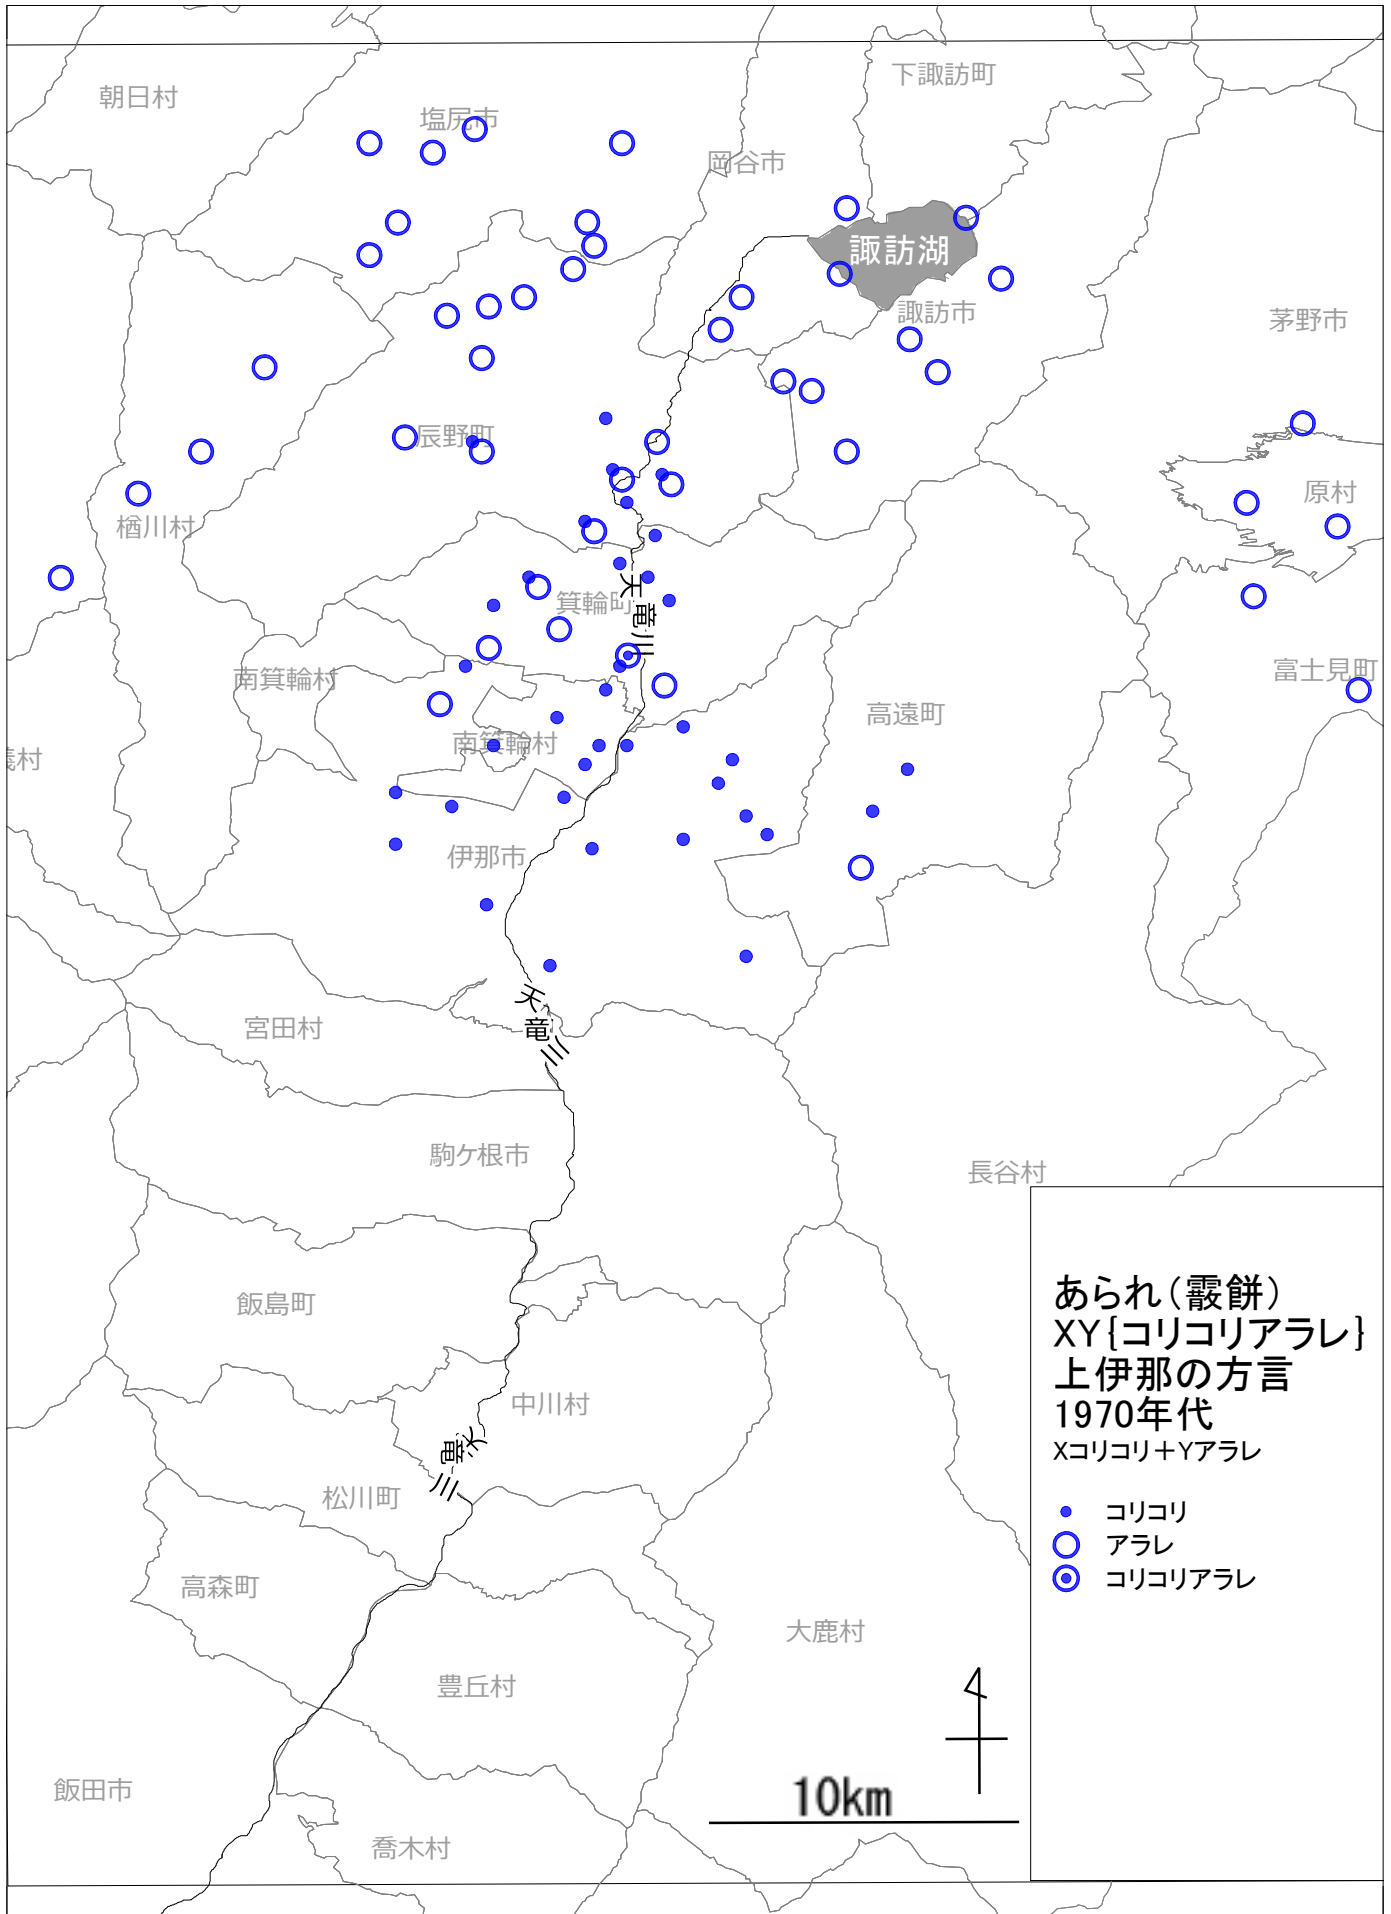 下諏訪町
朝日村
塩尻市
岡谷市
諏訪湖
諏訪市
茅野市
辰野町
原村
楢川村
天竜川
箕輪町
南箕輪村
富士見町
高遠町
南箕輪村
義村
伊那市
天竜川
宮田村
駒ケ根市
長谷村
飯島町
中川村
天竜川
松川町
高森町
大鹿村
豊丘村
飯田市
喬木村
10km
あられ(霰餅)
XY{コリコリアラレ}
上伊那の方言
1970年代
Xコリコリ+Yアラレ
コリコリ
アラレ
コリコリアラレ